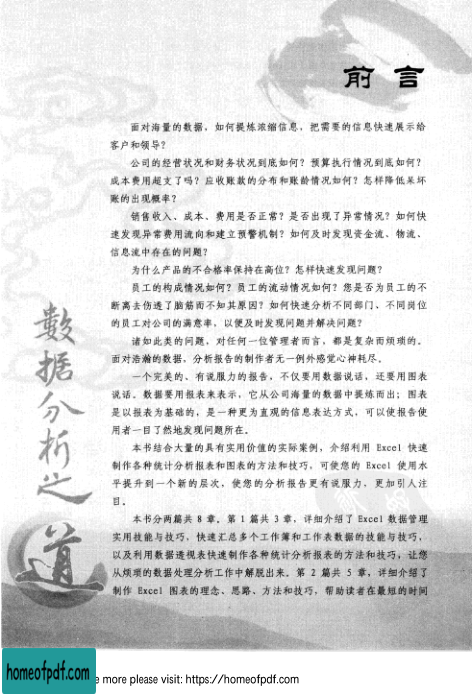 前言
面对海量的数据，如何提炼浓缩信息，把需要的信息快速展示给
客户和领导？
公司的经营状况和财务状况到底如何？预算执行情况到底如何？
成本费用超支了吗？应收账款的分布和账龄情况如何？怎样降低呆坏
账的出现概率？
销售收入、成本、费用是否正常？是否出现了异常情况？如何快
速发现异常费用流向和建立预警机制？如何及时发现资金流、物流、
信息流中存在的问题？
为什么产品的不合格率保持在高位？怎样快速发现问题？
员工的构成情况如何？员工的流动情况如何？您是否为员工的不
断离去伤透了脑筋而不知其原因？如何快速分析不同部门、不同岗位
的员工对公司的满意率，以便及时发现问题并解决问题？
诸如此类的问题，对任何一位管理者而言，都是复杂而烦琐的。
面对浩瀚的数据，分析报告的制作者无一例外感觉心神耗尽。
一个完美的、有说服力的报告，不仅要用数据说话，还要用图表
说话。数据要用报表来表示，它从公司海量的数据中提炼而出；图表
是以报表为基础的，是一种更为直观的信息表达方式，可以使报告使
用者一目了然地发现问题所在。
本书结合大量的具有实用价值的实际案例，介绍利用 Excel 快速
制作各种统计分析报表和图表的方法和技巧，可使您的 Excel 使用水
平提升到一个新的层次，使您的分析报告更有说服力，更加引人注
目。
本书分两篇共 8 章。第 1 篇共 3 章，详细介绍了 Excel 数据管理
实用技能与技巧，快速汇总多个工作簿和工作表数据的技能与技巧，
以及利用数据透视表快速制作各种统计分析报表的方法和技巧，让您
从烦琐的数据处理分析工作中解脱出来。第 2 篇共 5 章，详细介绍了
制作 Excel 图表的理念、思路、方法和技巧，帮助读者在最短的时间
数据分析之道
homeofpdf.com
e more please visit: https://homeofpdf.com